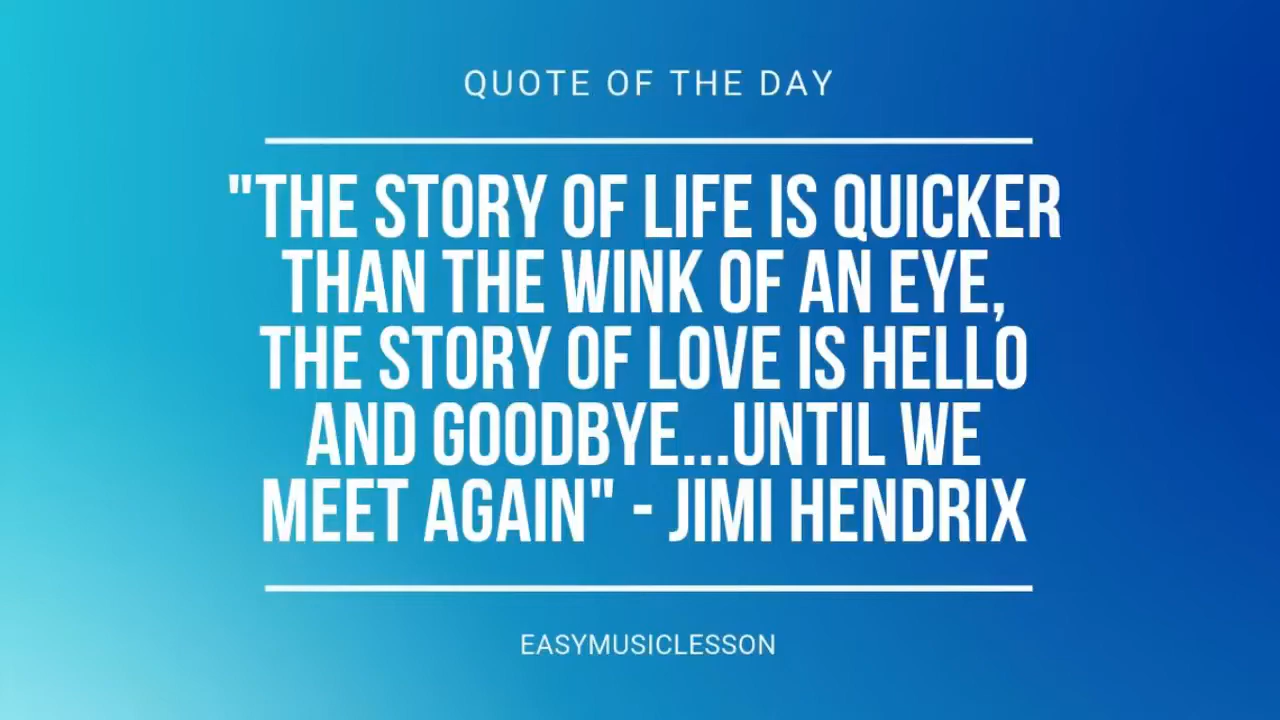 QUOTE OF THE DAY
"THE STORY OF LIFE IS QUICKER
THAN THE WINK OF AN EYE,
THE STORY OF LOVE IS HELLO
AND GOODBYE...UNTIL WE
MEET AGAIN" - JIMI HENDRIX
EASYMUSICLESSON